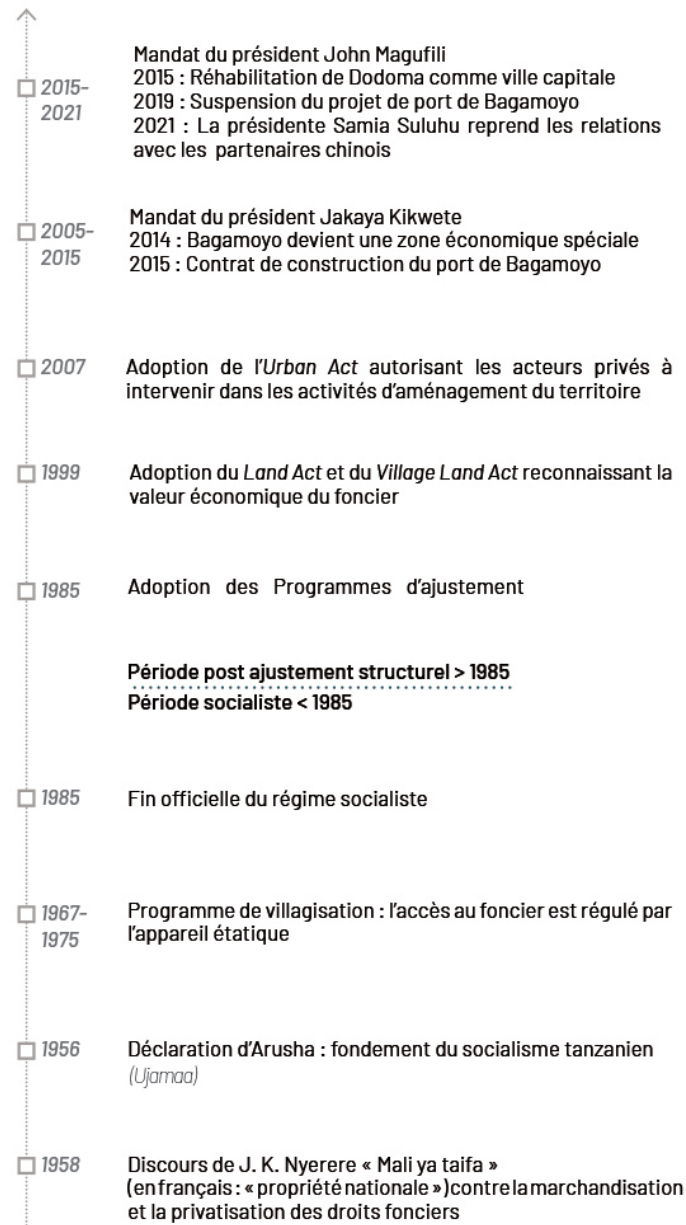 2015-
2021
Mandat du président John Magufili
2015 : Réhabilitation de Dodoma comme ville capitale
2019 : Suspension du projet de port de Bagamoyo
2021 : La présidente Samia Suluhu reprend les relations
avec les partenaires chinois
2005-
2015
Mandat du président Jakaya Kikwete
2014 : Bagamoyo devient une zone économique spéciale
2015 : Contrat de construction du port de Bagamoyo
2007
Adoption de l'Urban Act autorisant les acteurs privés à
intervenir dans les activités d'aménagement du territoire
1999
Adoption du Land Act et du Village Land Act reconnaissant la
valeur économique du foncier
1985
Adoption des Programmes d'ajustement
Période post ajustement structurel > 1985
Période socialiste < 1985
1985
Fin officielle du régime socialiste
1967-
1975
Programme de villagisation : l'accès au foncier est régulé par
l'appareil étatique
1956
Déclaration d'Arusha : fondement du socialisme tanzanien
(Ujamaa)
1958
Discours de J. K. Nyerere « Mali ya taifa »
(en français : « propriété nationale ») contre la marchandisation
et la privatisation des droits fonciers